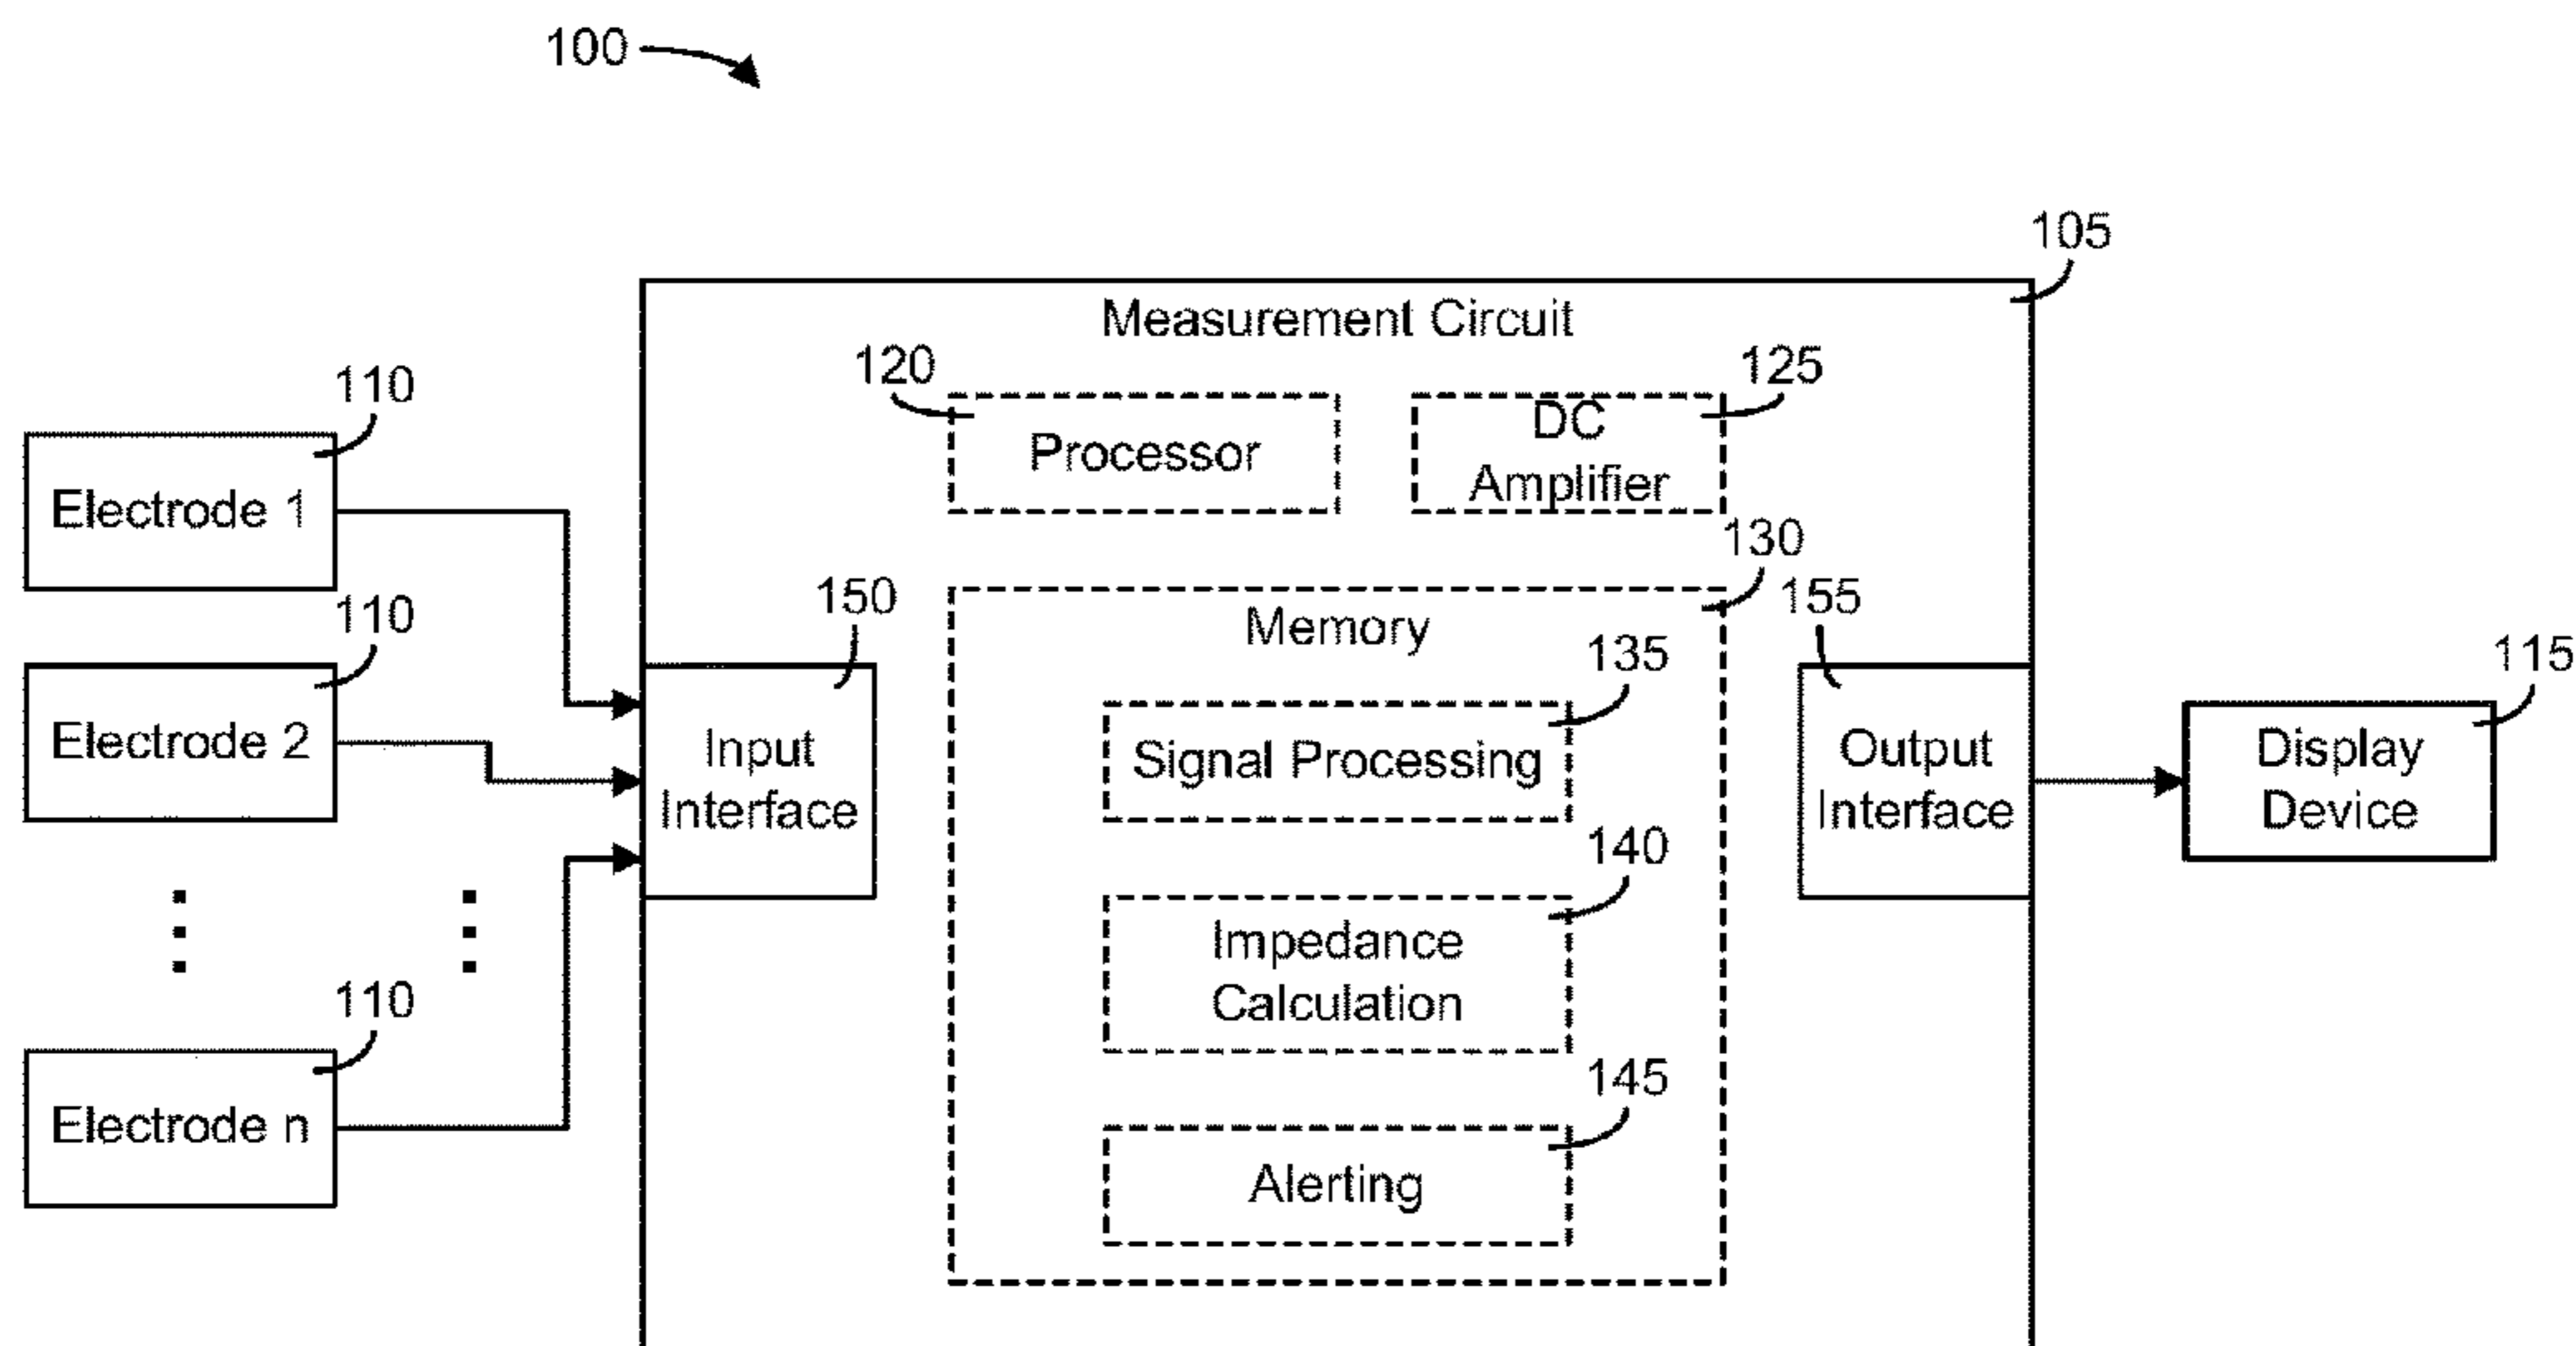 100
105
Measurement Circuit
120
125
110
Processor
DC
Amplifier
Electrode 1
130
110
150
155
Memory
135
115
Electrode 2
Input
Interface
Signal Processing
Output
Interface
Display
Device
140
Impedance
Calculation
110
145
Electrode n
Alerting